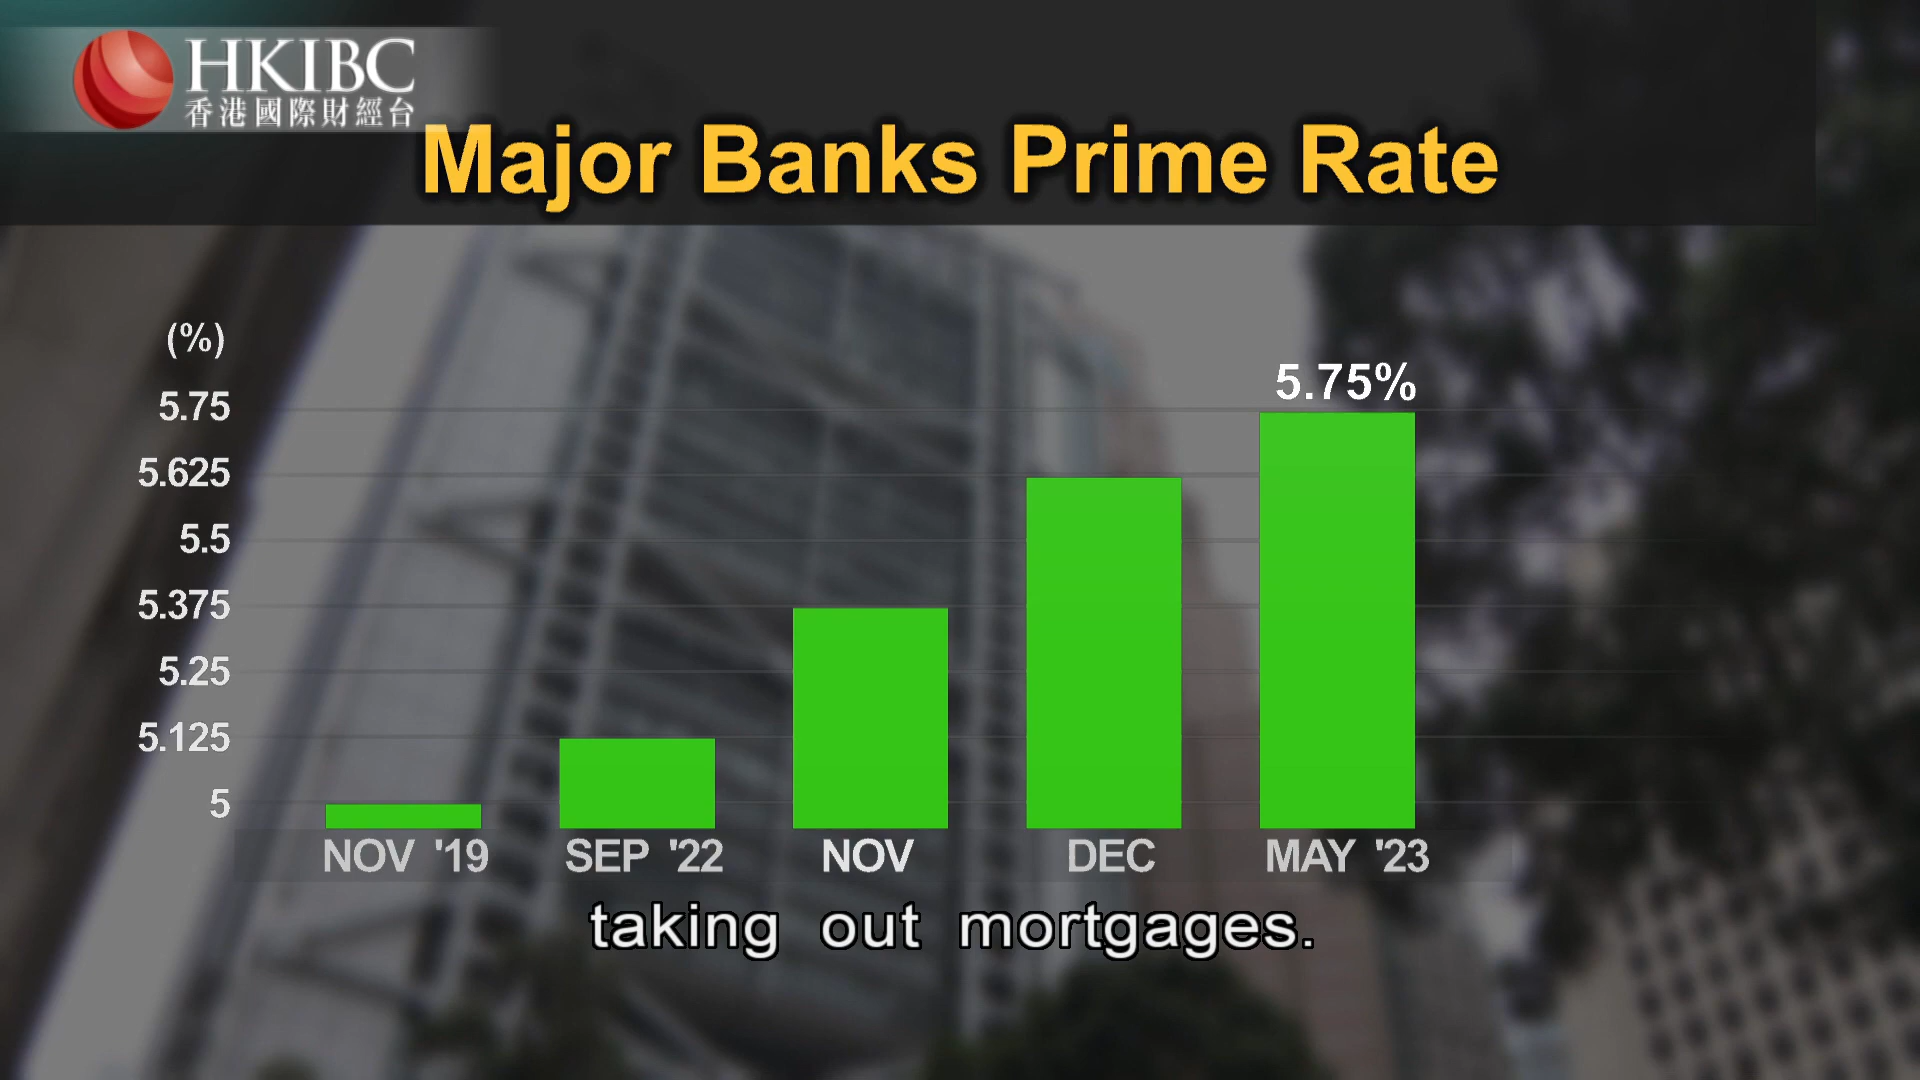 HKIBC
香港國際財經台
Major Banks Prime Rate
(%)
5.75%
5.75
5.625
5.5
5.375
5.25
5.125
5
NOV '19 SEP '22 NOV DEC MAY '23
taking out mortgages.